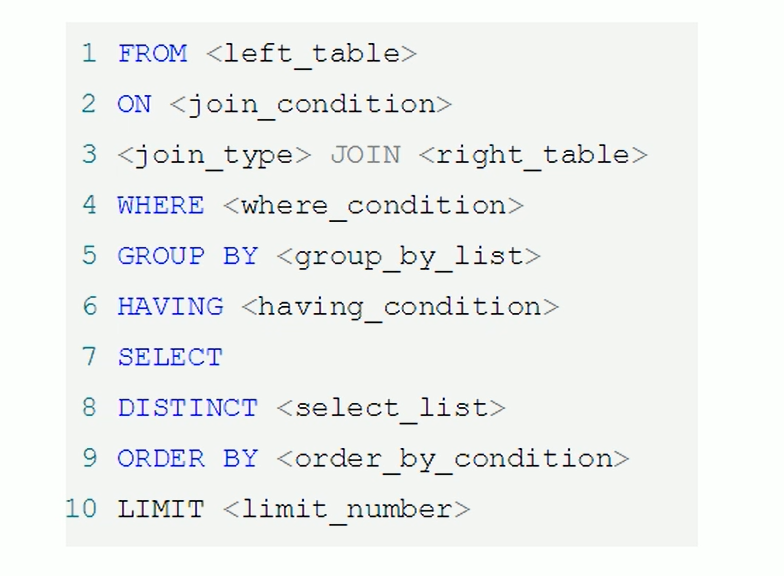 1 FROM <left_table>
2 ON <join_condition>
3 <join_type> JOIN <right_table>
4 WHERE <where_condition>
5 GROUP BY <group_by_list>
6 HAVING <having_condition>
7 SELECT
8 DISTINCT <select_list>
9 ORDER BY <order_by_condition>
10 LIMIT <limit_number>